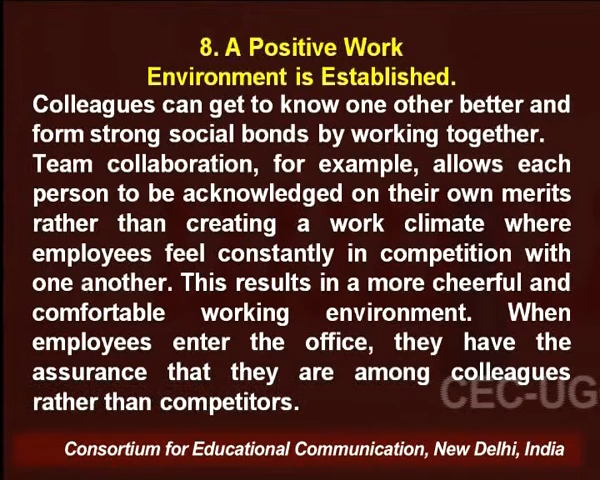 8. A Positive Work
Environment is Established.
Colleagues can get to know one other better and
form strong social bonds by working together.
Team collaboration, for example, allows each
person to be acknowledged on their own merits
rather than creating a work climate where
employees feel constantly in competition with
one another. This results in a more cheerful and
comfortable working environment. When
employees enter the office, they have the
assurance that they are among colleagues
rather than competitors.
CEC-UG
Consortium for Educational Communication, New Delhi, India